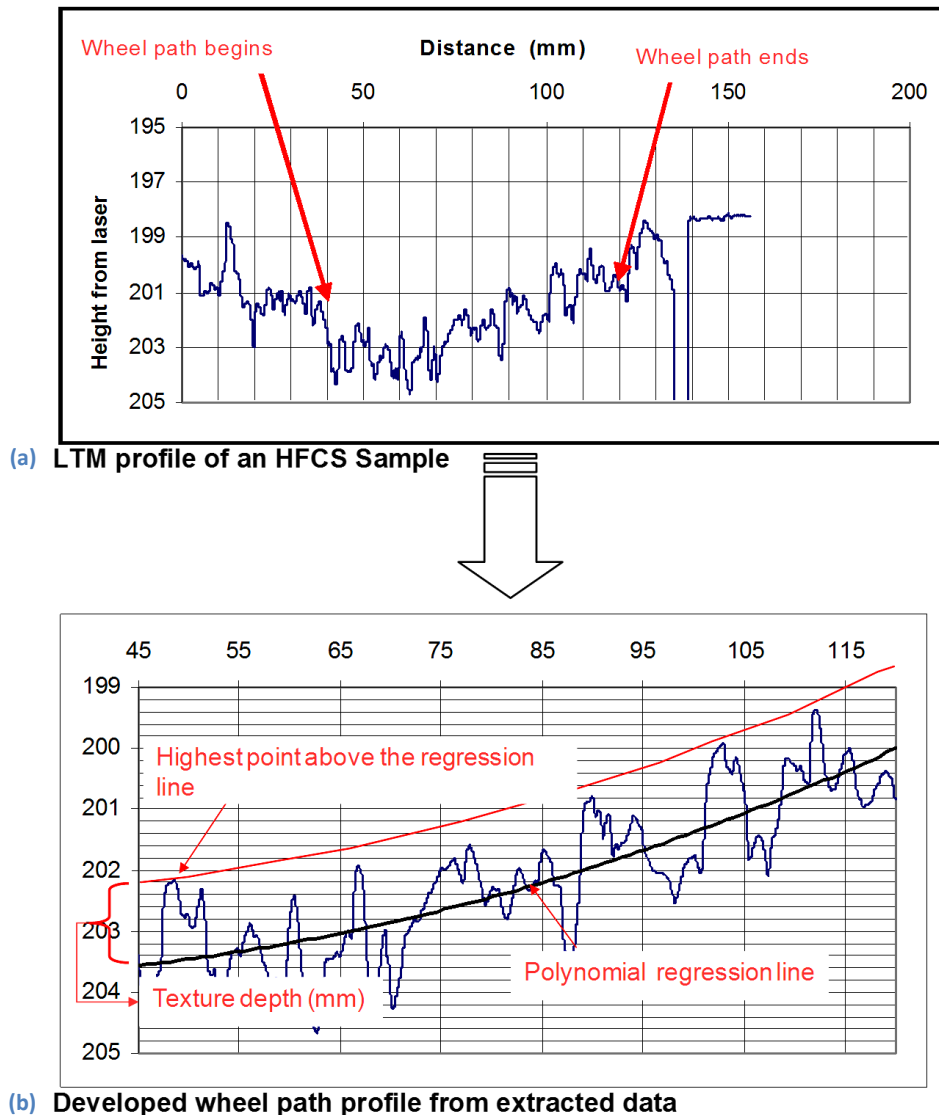 Wheel path begins
Distance (mm)
Wheel path ends
0 50 100 150 200
195
197
199
201
203
205
Height from laser
(a) LTM profile of an HFCS Sample
45 55 65 75 85 95 105 115
199
200
201
202
203
204
205
Highest point above the regression
line
Polynomial regression line
Texture depth (mm)
(b) Developed wheel path profile from extracted data